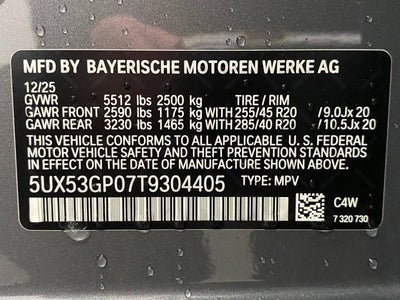 MFD BY BAYERISCHE MOTOREN WERKE AG
12/25
GVWR 5512 lbs 2500 kg TIRE / RIM
GAWR FRONT 2590 lbs 1175 kg WITH 255/45 R20 /9.0Jx 20
GAWR REAR 3230 lbs 1465 kg WITH 285/40 R20 /10.5Jx 20
THIS VEHICLE CONFORMS TO ALL APPLICABLE U.S. FEDERAL
MOTOR VEHICLE SAFETY, BUMPER, AND THEFT PREVENTION
STANDARDS IN EFFECT ON THE DATE OF MANUFACTURE SHOWN ABOVE.
5UX53GP07T9304405 TYPE: MPV
C4W
7 320 730